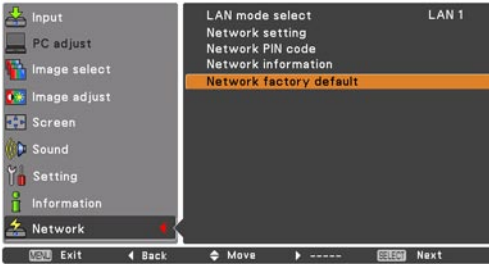 Input
PC adjust
Image select
Image adjust
Screen
Sound
Setting
Information
Network
LAN mode select LAN 1
Network setting
Network PIN code
Network information
Network factory default
MENU Exit Back Move ----- SELECT Next